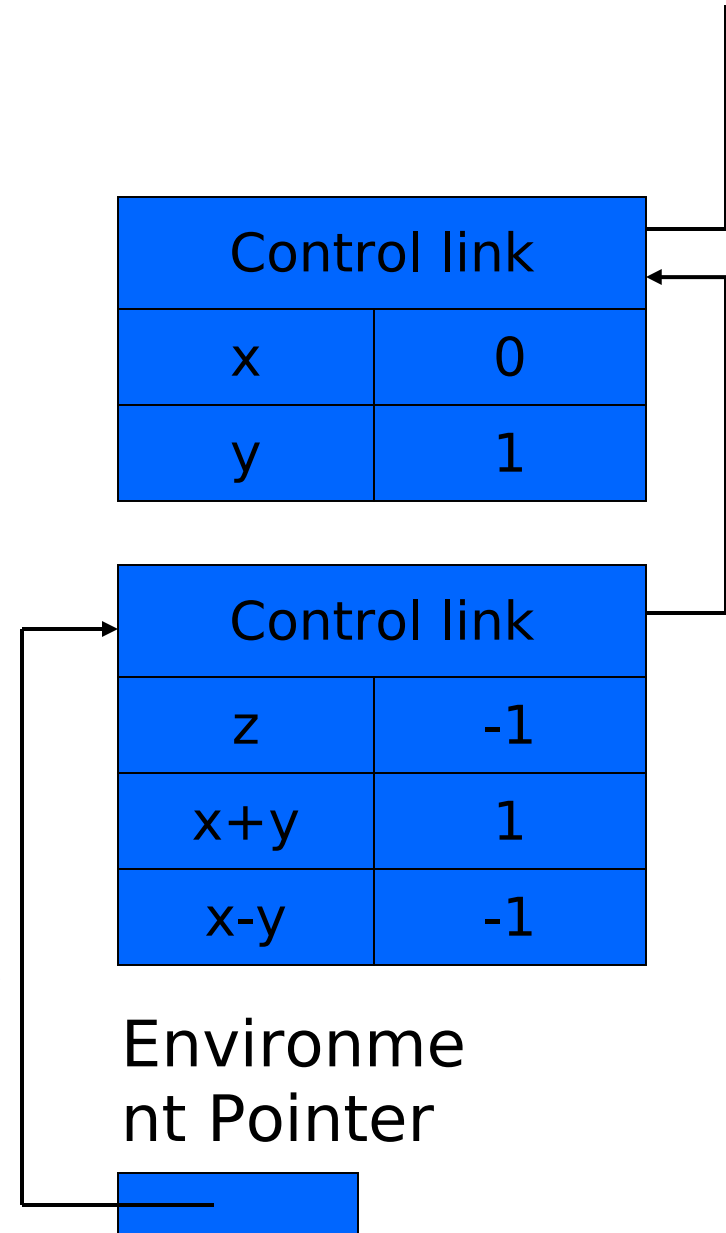 Control link
x 0
y 1
Control link
z -1
x+y 1
x-y -1
Environme
nt Pointer